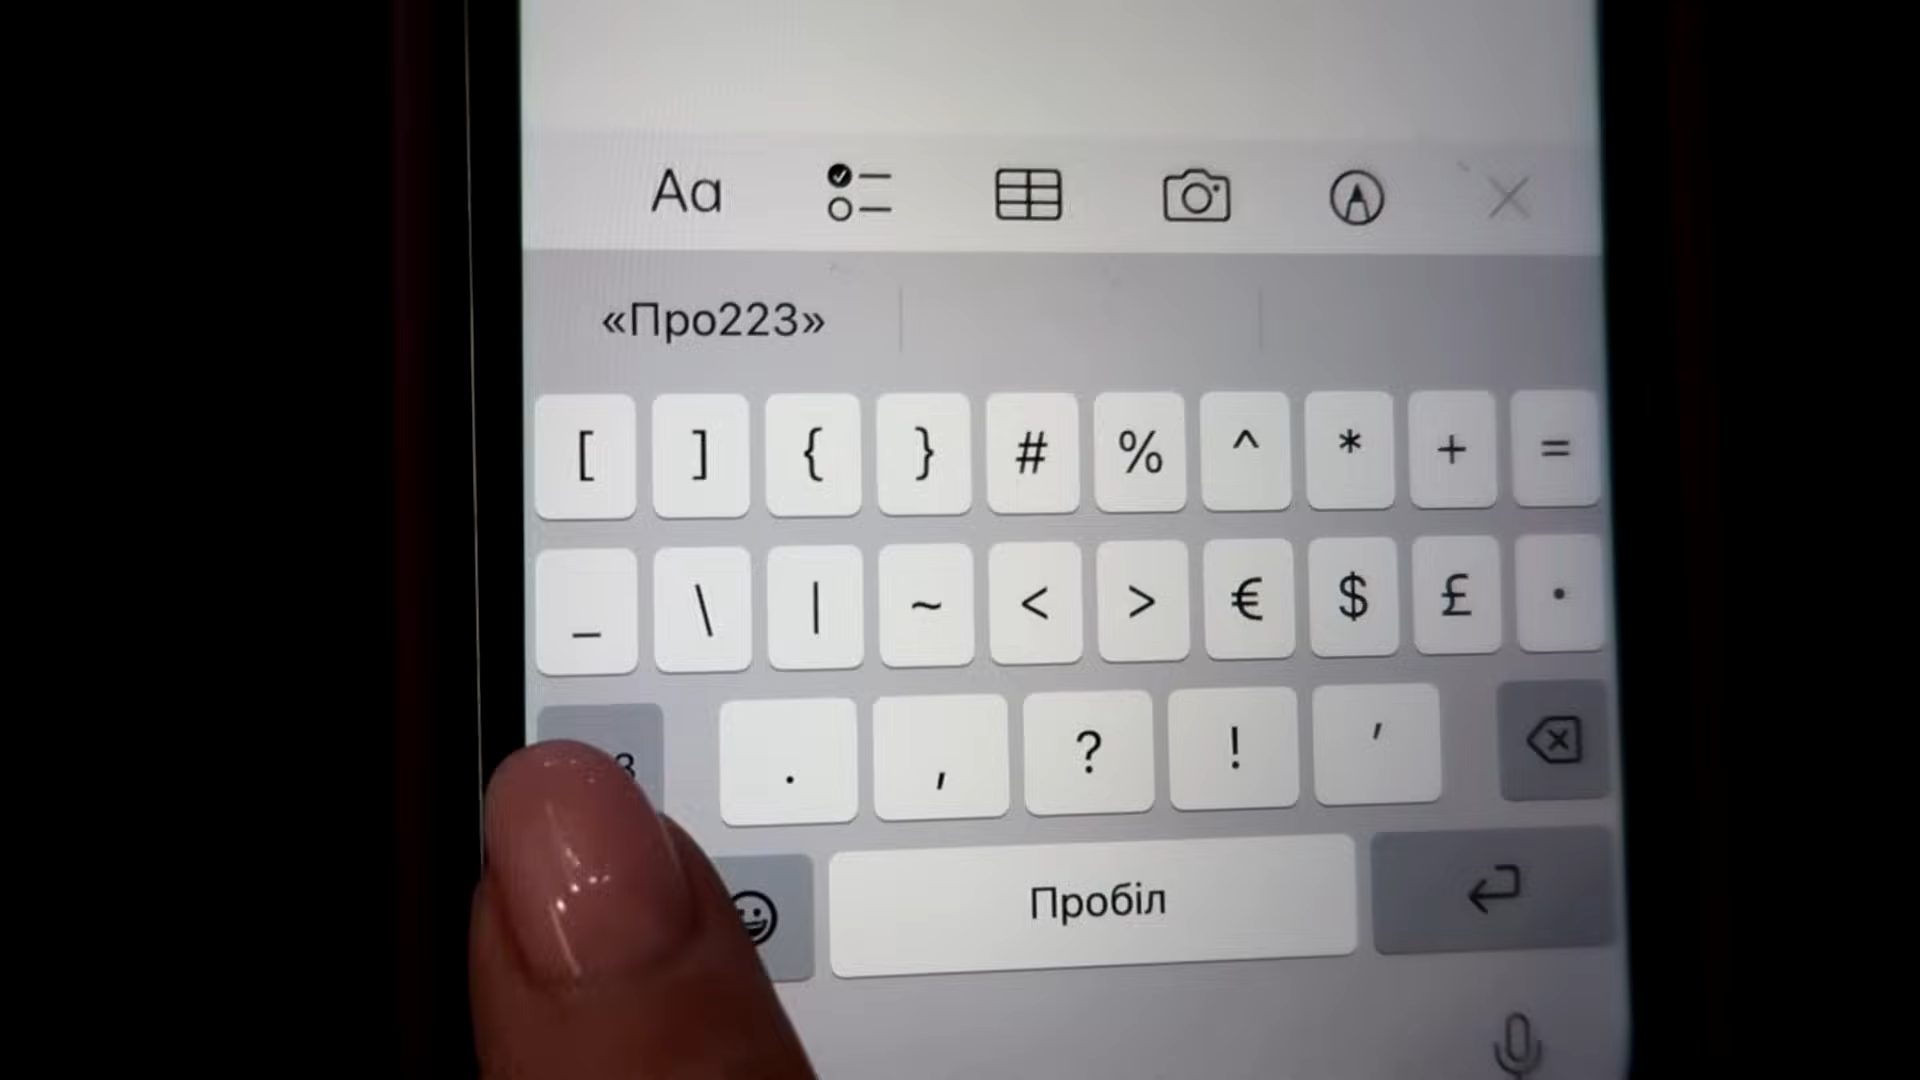 Aa
«Про223»
[ ] { } # % ^ * + =
_ \ | ~ < > € $ £ ·
. , ? ! ′
Пробіл